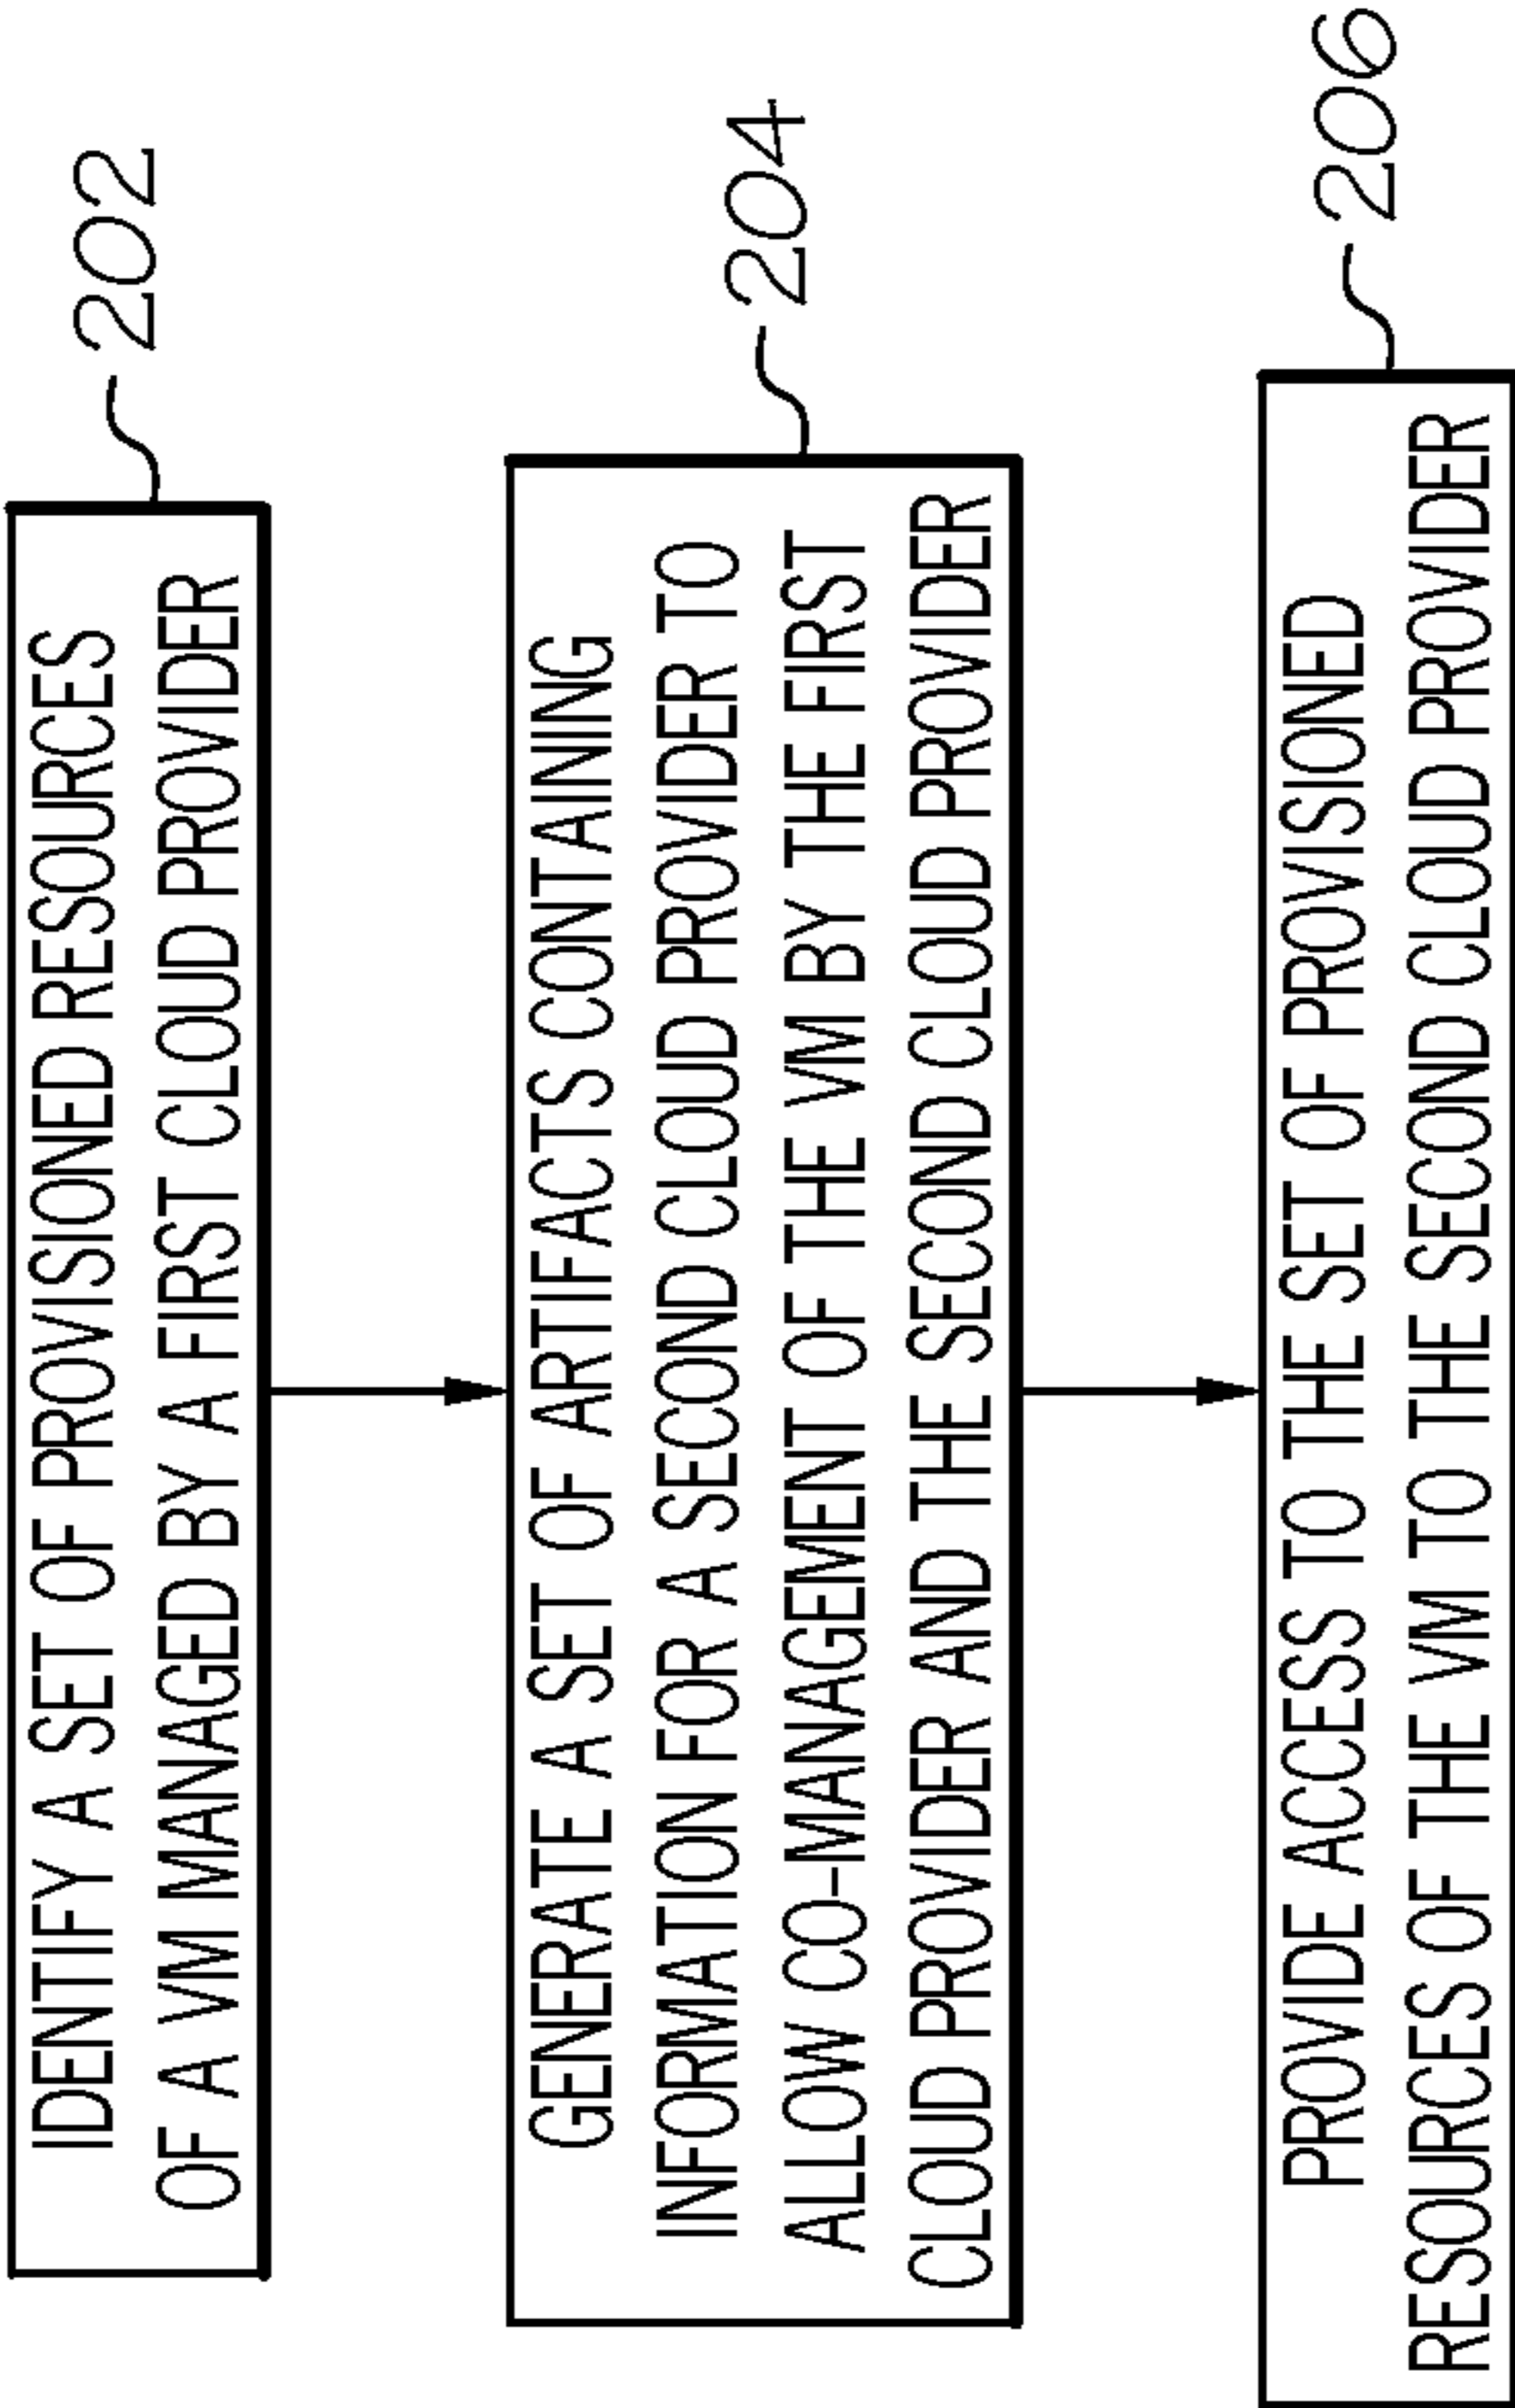 202
IDENTIFY A SET OF PROVISIONED RESOURCES
OF A VM MANAGED BY A FIRST CLOUD PROVIDER
204
GENERATE A SET OF ARTIFACTS CONTAINING
INFORMATION FOR A SECOND CLOUD PROVIDER TO
ALLOW CO-MANAGEMENT OF THE VM BY THE FIRST
CLOUD PROVIDER AND THE SECOND CLOUD PROVIDER
206
PROVIDE ACCESS TO THE SET OF PROVISIONED
RESOURCES OF THE VM TO THE SECOND CLOUD PROVIDER